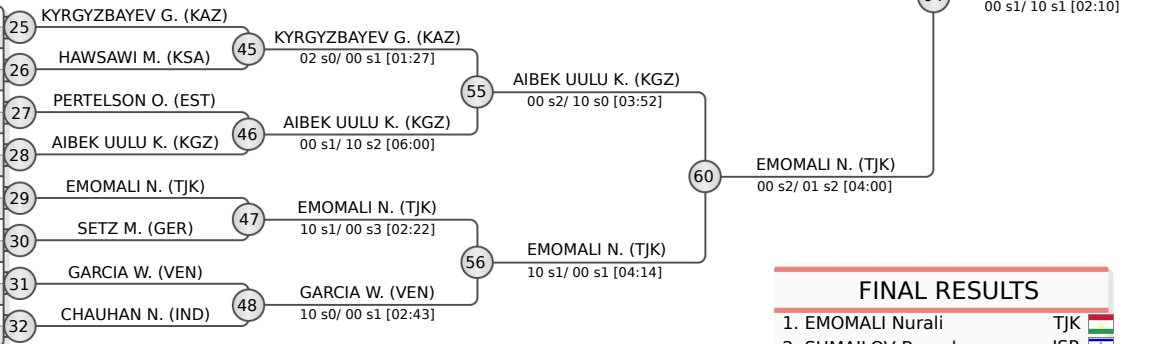 00 s1/ 10 s1 [02:10]
25
KYRGYZBAYEV G. (KAZ)
26
HAWSAWI M. (KSA)
45
KYRGYZBAYEV G. (KAZ)
02 s0/ 00 s1 [01:27]
27
PERTELSON O. (EST)
28
AIBEK UULU K. (KGZ)
46
AIBEK UULU K. (KGZ)
00 s1/ 10 s2 [06:00]
55
AIBEK UULU K. (KGZ)
00 s2/ 10 s0 [03:52]
29
EMOMALI N. (TJK)
30
SETZ M. (GER)
47
EMOMALI N. (TJK)
10 s1/ 00 s3 [02:22]
31
GARCIA W. (VEN)
32
CHAUHAN N. (IND)
48
GARCIA W. (VEN)
10 s0/ 00 s1 [02:43]
56
EMOMALI N. (TJK)
10 s1/ 00 s1 [04:14]
60
EMOMALI N. (TJK)
00 s2/ 01 s2 [04:00]
FINAL RESULTS
1. EMOMALI Nurali TJK